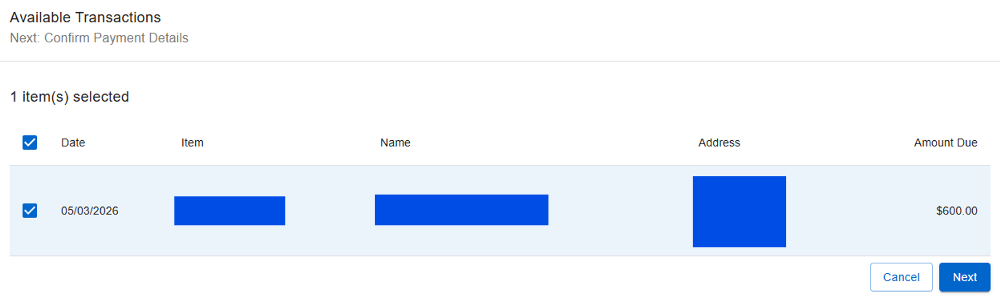 Available Transactions
Next: Confirm Payment Details
1 item(s) selected
Date Item Name Address Amount Due
05/03/2026 $600.00
Cancel Next